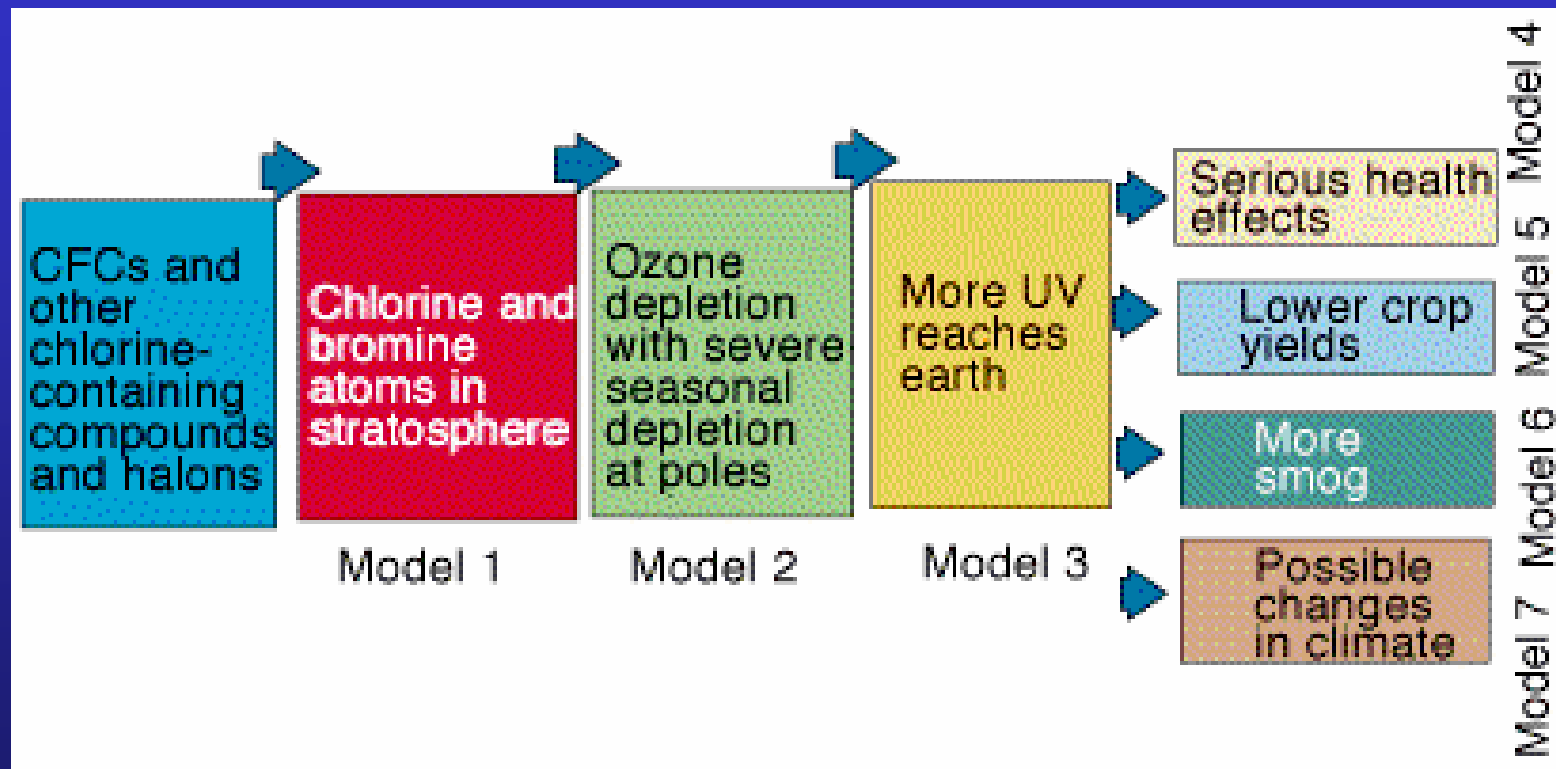 CFCs and
other
chlorine-
containing
compounds
and halons
Chlorine and
bromine
atoms in
stratosphere
Model 1
Ozone
depletion
with severe
seasonal
depletion
at poles
Model 2
More UV
reaches
earth
Model 3
Serious health
effects
Model 4
Lower crop
yields
Model 5
More
smog
Model 6
Possible
changes
in climate
Model 7